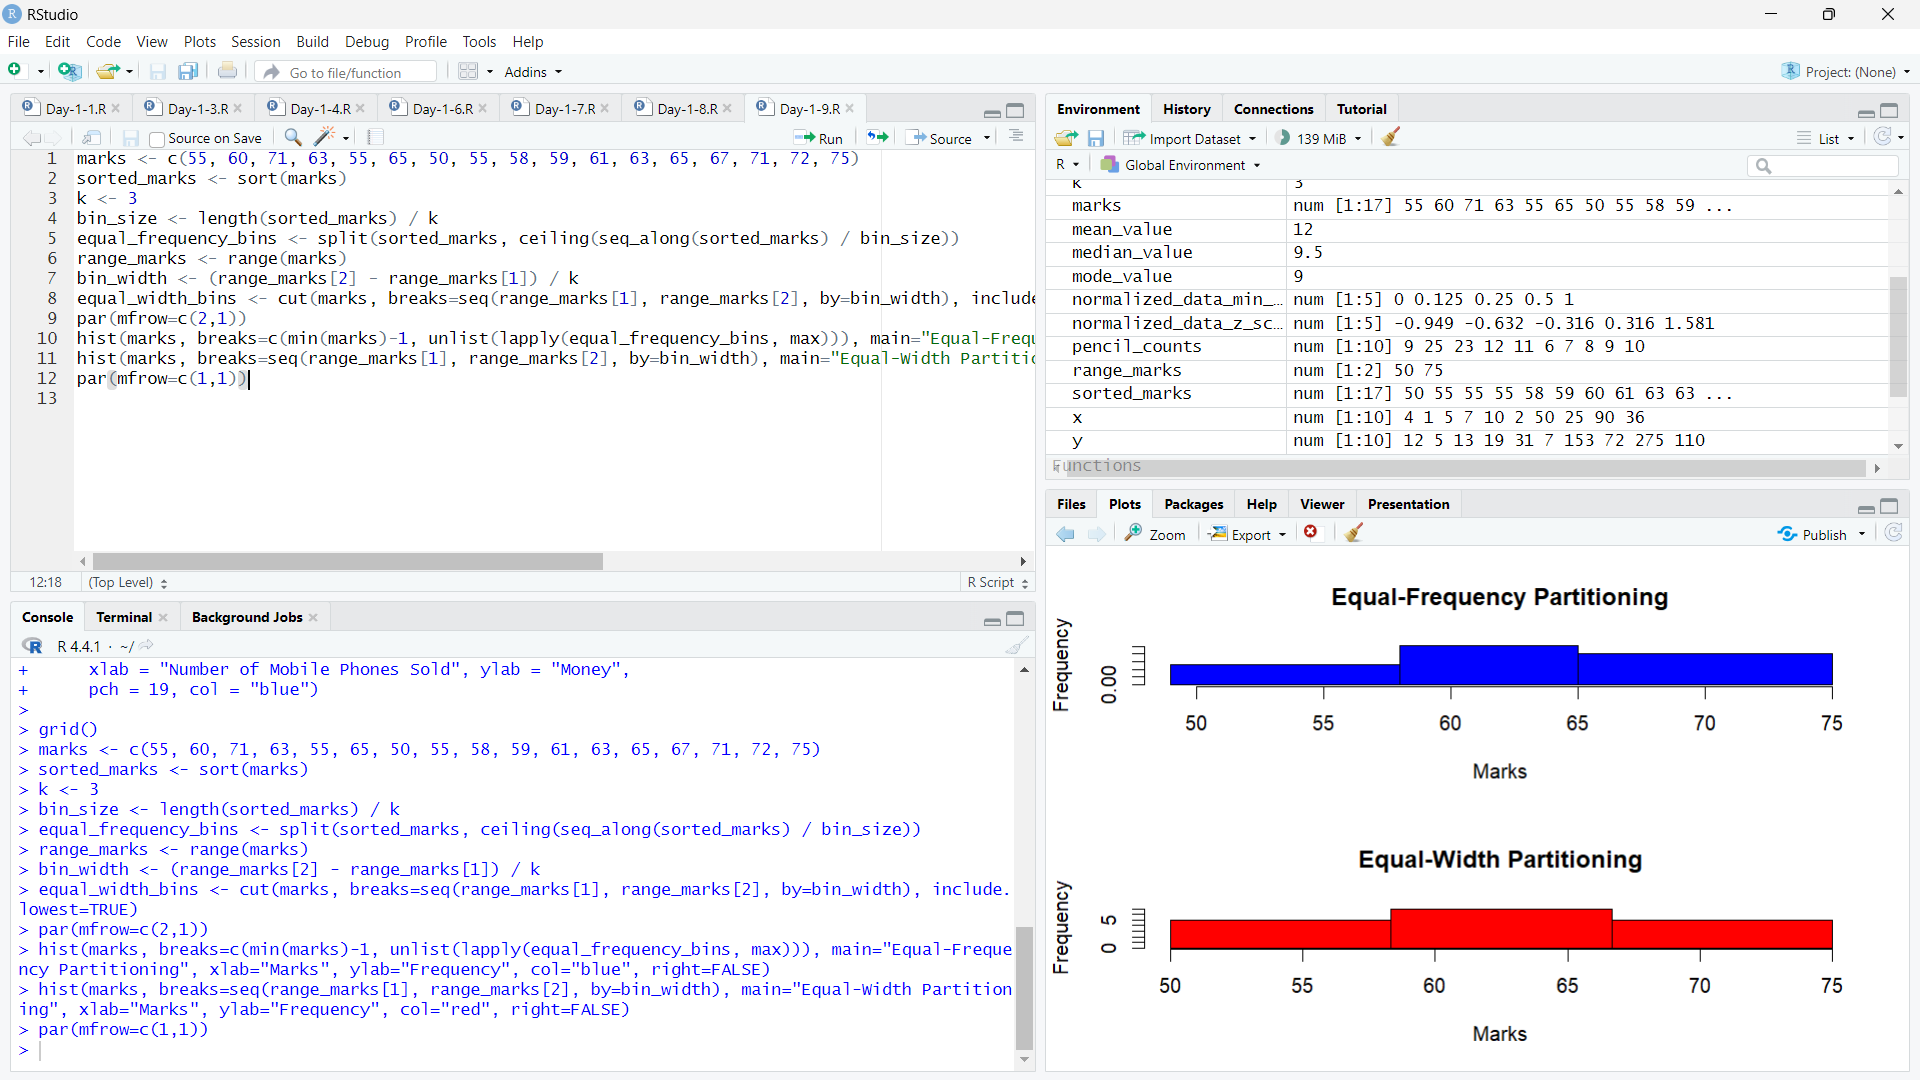 RStudio
File Edit Code View Plots Session Build Debug Profile Tools Help
Go to file/function Addins Project: (None)
Day-1-1.R Day-1-3.R Day-1-4.R Day-1-6.R Day-1-7.R Day-1-8.R Day-1-9.R
Source on Save Run Source
1 marks <- c(55, 60, 71, 63, 55, 65, 50, 55, 58, 59, 61, 63, 65, 67, 71, 72, 75)
2 sorted_marks <- sort(marks)
3 k <- 3
4 bin_size <- length(sorted_marks) / k
5 equal_frequency_bins <- split(sorted_marks, ceiling(seq_along(sorted_marks) / bin_size))
6 range_marks <- range(marks)
7 bin_width <- (range_marks[2] - range_marks[1]) / k
8 equal_width_bins <- cut(marks, breaks=seq(range_marks[1], range_marks[2], by=bin_width), include
9 par(mfrow=c(2,1))
10 hist(marks, breaks=c(min(marks)-1, unlist(lapply(equal_frequency_bins, max))), main="Equal-Frequ
11 hist(marks, breaks=seq(range_marks[1], range_marks[2], by=bin_width), main="Equal-Width Partitio
12 par(mfrow=c(1,1))
13
12:18 (Top Level) R Script
Console Terminal Background Jobs
R R 4.4.1 · ~/
+ xlab = "Number of Mobile Phones Sold", ylab = "Money",
+ pch = 19, col = "blue")
>
> grid()
> marks <- c(55, 60, 71, 63, 55, 65, 50, 55, 58, 59, 61, 63, 65, 67, 71, 72, 75)
> sorted_marks <- sort(marks)
> k <- 3
> bin_size <- length(sorted_marks) / k
> equal_frequency_bins <- split(sorted_marks, ceiling(seq_along(sorted_marks) / bin_size))
> range_marks <- range(marks)
> bin_width <- (range_marks[2] - range_marks[1]) / k
> equal_width_bins <- cut(marks, breaks=seq(range_marks[1], range_marks[2], by=bin_width), include.
lowest=TRUE)
> par(mfrow=c(2,1))
> hist(marks, breaks=c(min(marks)-1, unlist(lapply(equal_frequency_bins, max))), main="Equal-Freque
ncy Partitioning", xlab="Marks", ylab="Frequency", col="blue", right=FALSE)
> hist(marks, breaks=seq(range_marks[1], range_marks[2], by=bin_width), main="Equal-Width Partition
ing", xlab="Marks", ylab="Frequency", col="red", right=FALSE)
> par(mfrow=c(1,1))
>
Environment History Connections Tutorial
Import Dataset 139 MiB List
R Global Environment
k 3
marks num [1:17] 55 60 71 63 55 65 50 55 58 59 ...
mean_value 12
median_value 9.5
mode_value 9
normalized_data_min_… num [1:5] 0 0.125 0.25 0.5 1
normalized_data_z_sc… num [1:5] -0.949 -0.632 -0.316 0.316 1.581
pencil_counts num [1:10] 9 25 23 12 11 6 7 8 9 10
range_marks num [1:2] 50 75
sorted_marks num [1:17] 50 55 55 55 58 59 60 61 63 63 ...
x num [1:10] 4 1 5 7 10 2 50 25 90 36
y num [1:10] 12 5 13 19 31 7 153 72 275 110
Functions
Files Plots Packages Help Viewer Presentation
Zoom Export Publish
Equal-Frequency Partitioning
Frequency
0.00
50 55 60 65 70 75
Marks
Equal-Width Partitioning
Frequency
0 5
50 55 60 65 70 75
Marks